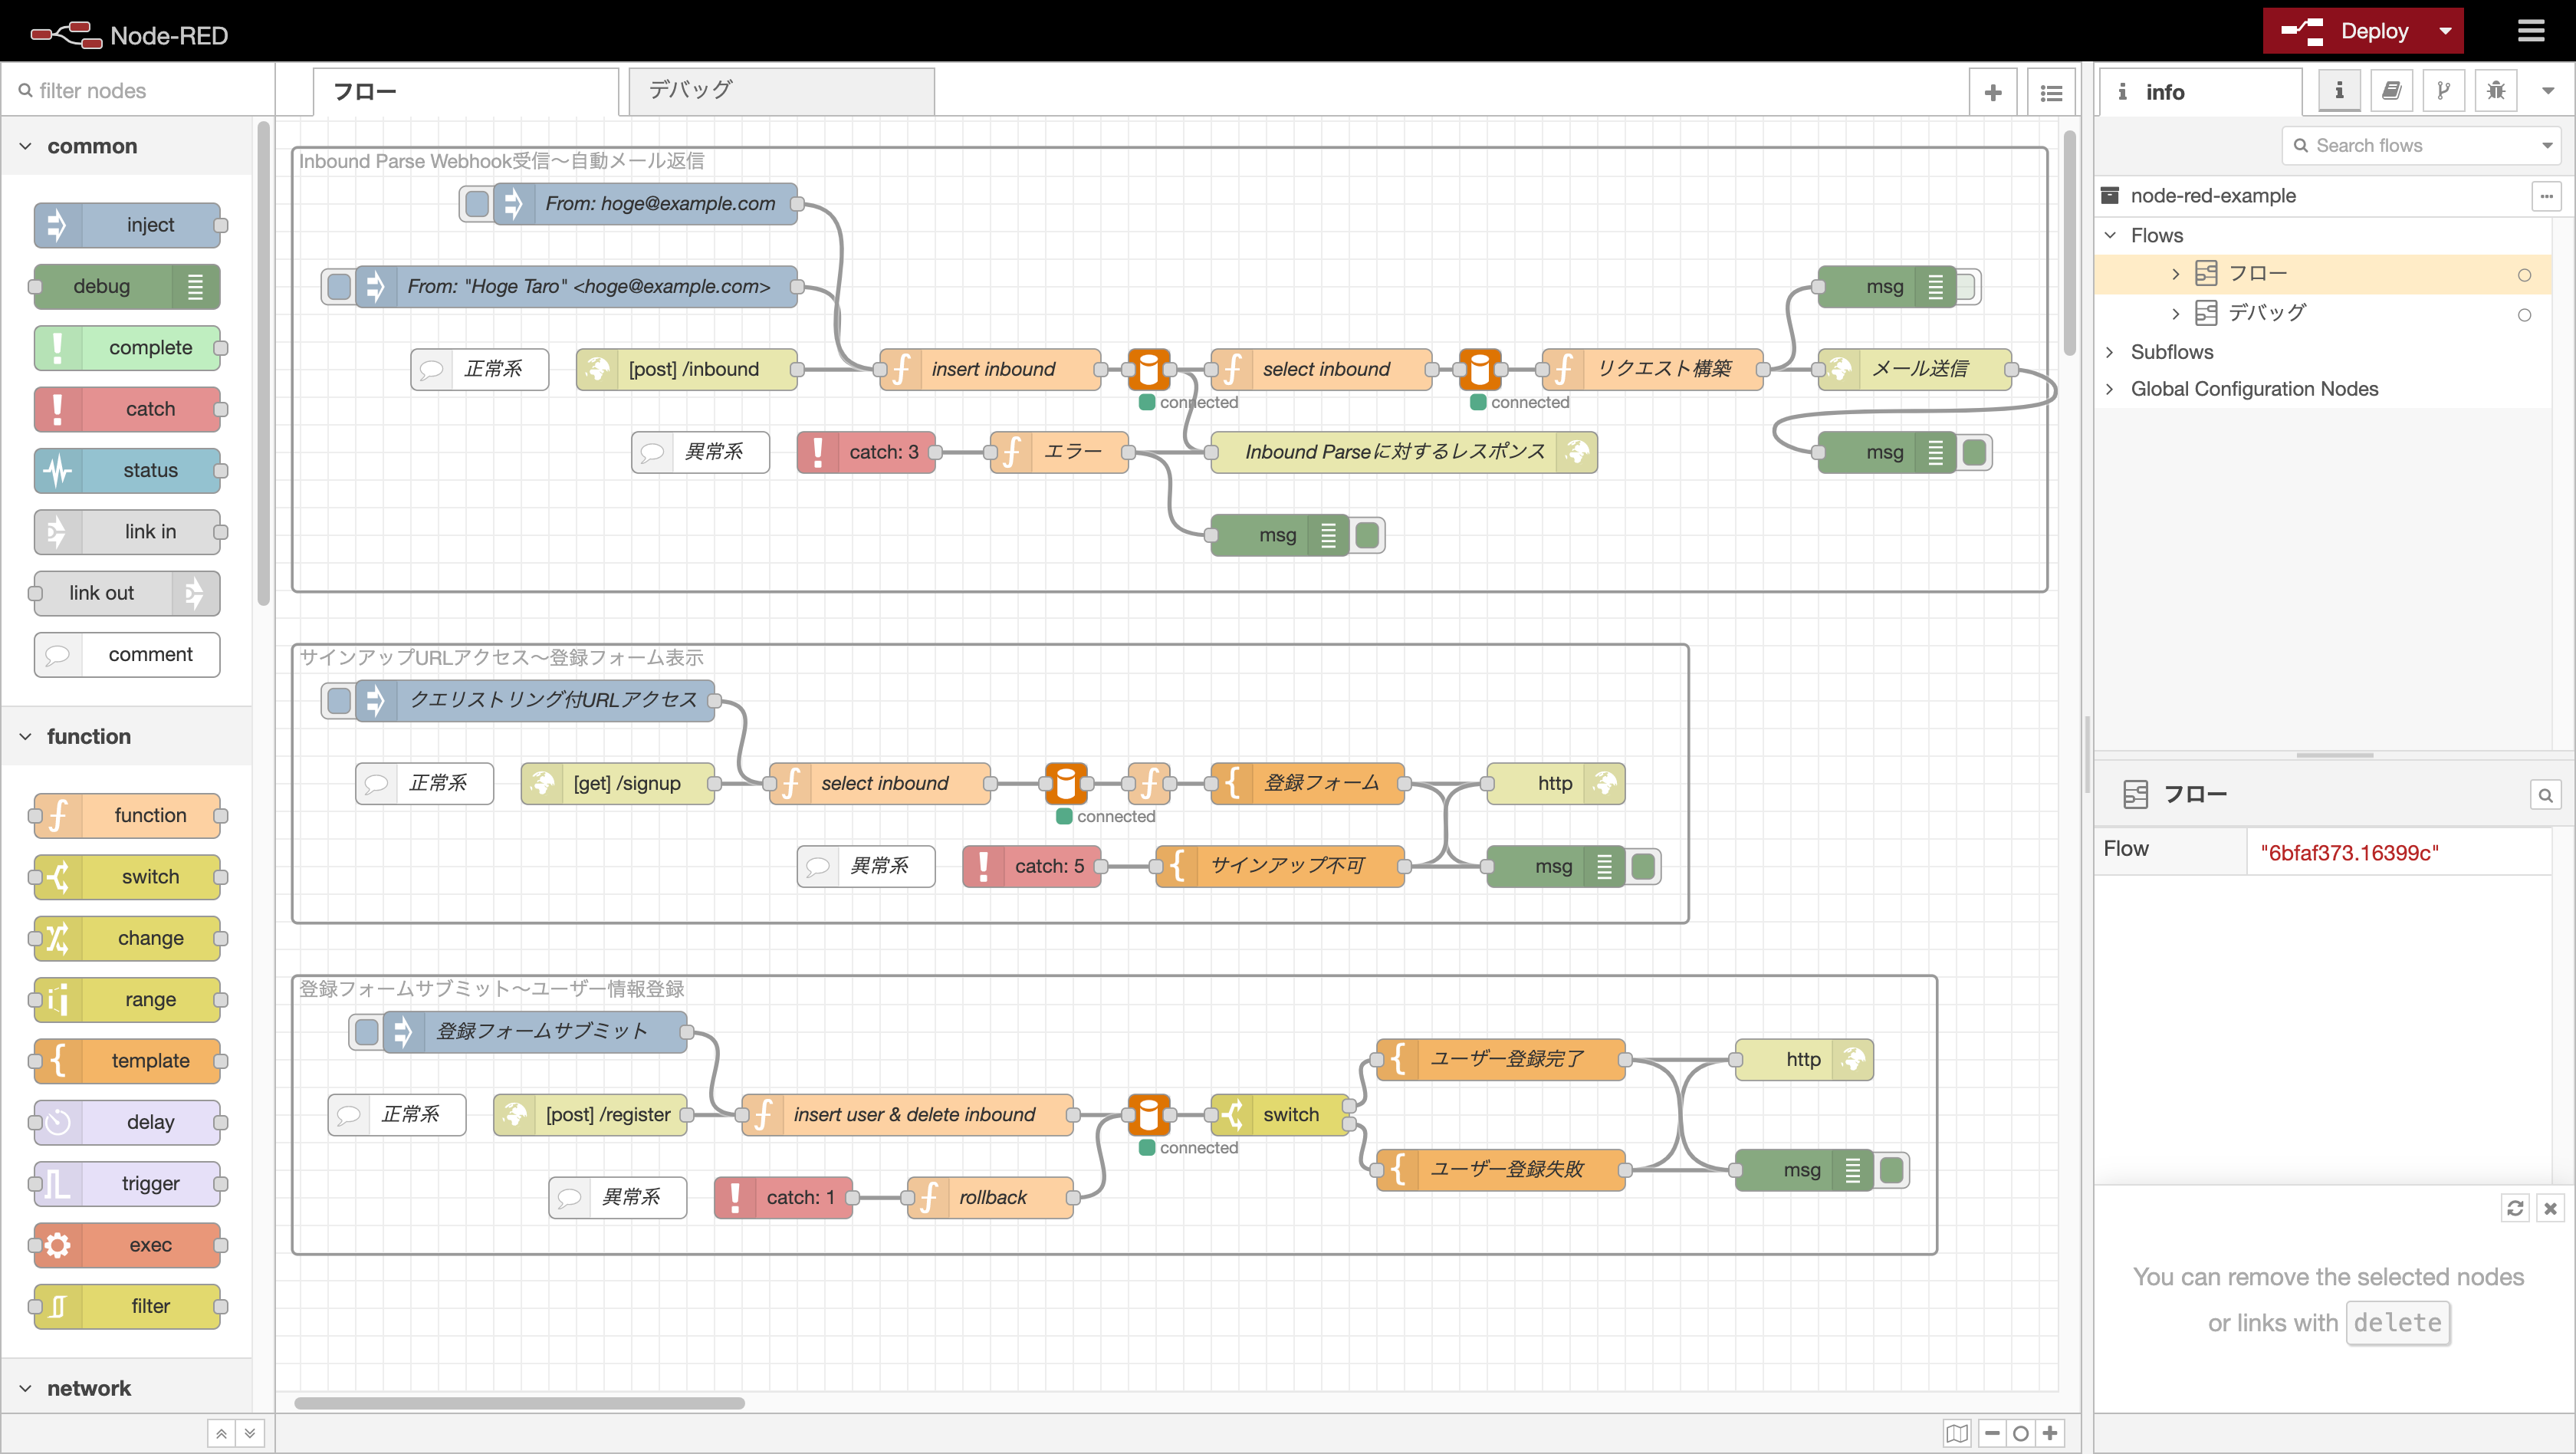 Node-RED
Deploy
filter nodes
フロー
デバッグ
info
common
inject
debug
complete
catch
status
link in
link out
comment
function
function
switch
change
range
template
delay
trigger
exec
filter
network
Inbound Parse Webhook受信〜自動メール返信
From: hoge@example.com
From: "Hoge Taro" <hoge@example.com>
msg
正常系
[post] /inbound
insert inbound
connected
select inbound
connected
リクエスト構築
メール送信
異常系
catch: 3
エラー
Inbound Parseに対するレスポンス
msg
msg
サインアップURLアクセス〜登録フォーム表示
クエリストリング付URLアクセス
正常系
[get] /signup
select inbound
connected
登録フォーム
http
異常系
catch: 5
サインアップ不可
msg
登録フォームサブミット〜ユーザー情報登録
登録フォームサブミット
ユーザー登録完了
http
正常系
[post] /register
insert user & delete inbound
connected
switch
ユーザー登録失敗
msg
異常系
catch: 1
rollback
Search flows
node-red-example
Flows
フロー
デバッグ
Subflows
Global Configuration Nodes
フロー
Flow
"6bfaf373.16399c"
You can remove the selected nodes
or links with delete